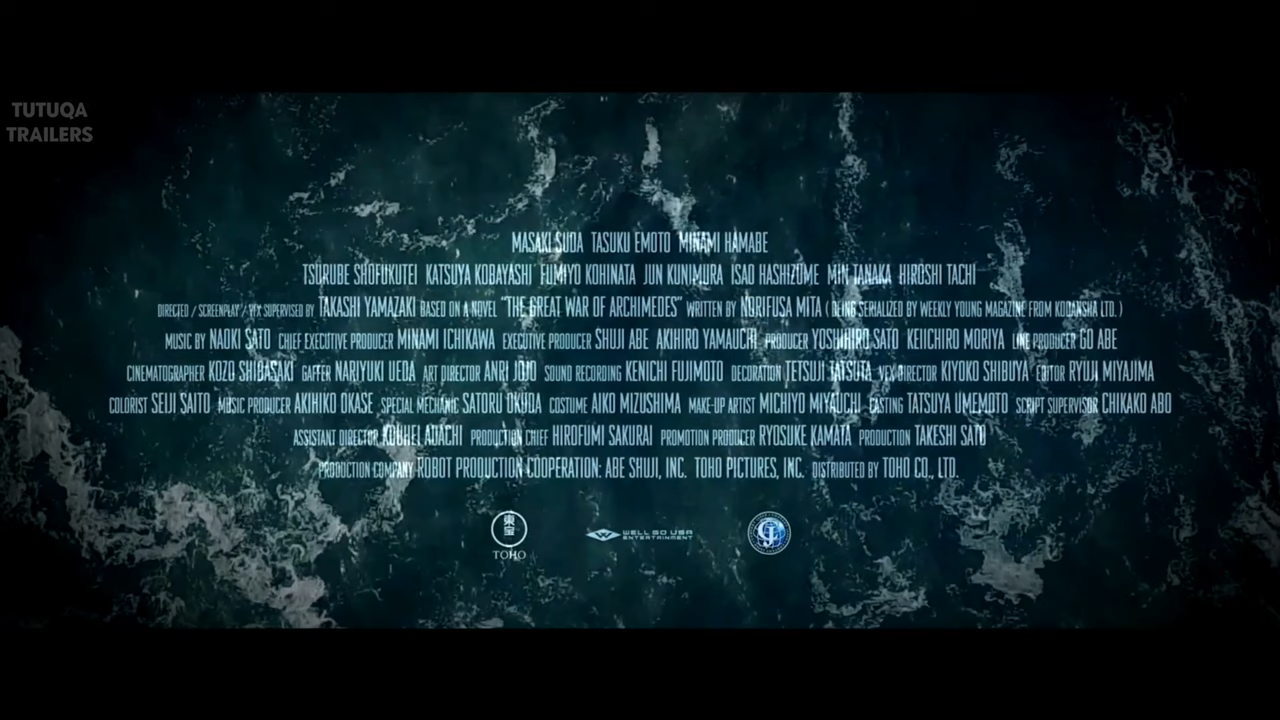 TUTUQA
TRAILERS
MASAKI SUDA TASUKU EMOTO MINAMI HAMABE
TSURUBE SHOFUKUTEI KATSUYA KOBAYASHI FUMIYO KOHINATA JUN KUNIMURA ISAO HASHIZUME MIN TANAKA HIROSHI TACHI
DIRECTED / SCREENPLAY / VFX SUPERVISED BY TAKASHI YAMAZAKI BASED ON A NOVEL "THE GREAT WAR OF ARCHIMEDES" WRITTEN BY NORIFUSA MITA ( BEING SERIALIZED BY WEEKLY YOUNG MAGAZINE FROM KODANSHA LTD. )
MUSIC BY NAOKI SATO CHIEF EXECUTIVE PRODUCER MINAMI ICHIKAWA EXECUTIVE PRODUCER SHUJI ABE AKIHIRO YAMAUCHI PRODUCER YOSHIHIRO SATO KEIICHIRO MORIYA LINE PRODUCER GO ABE
CINEMATOGRAPHER KOZO SHIBASAKI GAFFER NARIYUKI UEDA ART DIRECTOR ANRI JOJO SOUND RECORDING KENICHI FUJIMOTO DECORATION TETSUJI TATSUTA VFX DIRECTOR KIYOKO SHIBUYA EDITOR RYUJI MIYAJIMA
COLORIST SEIJI SAITO MUSIC PRODUCER AKIHIKO OKASE SPECIAL MECHANIC SATORU OKUDA COSTUME AIKO MIZUSHIMA MAKE-UP ARTIST MICHIYO MIYAUCHI CASTING TATSUYA UMEMOTO SCRIPT SUPERVISOR CHIKAKO ABO
ASSISTANT DIRECTOR KOUHEI ADACHI PRODUCTION CHIEF HIROFUMI SAKURAI PROMOTION PRODUCER RYOSUKE KAMATA PRODUCTION TAKESHI SATO
PRODUCTION COMPANY ROBOT PRODUCTION COOPERATION: ABE SHUJI, INC. TOHO PICTURES, INC. DISTRIBUTED BY TOHO CO., LTD.
東宝
TOHO
WELL GO USA
ENTERTAINMENT